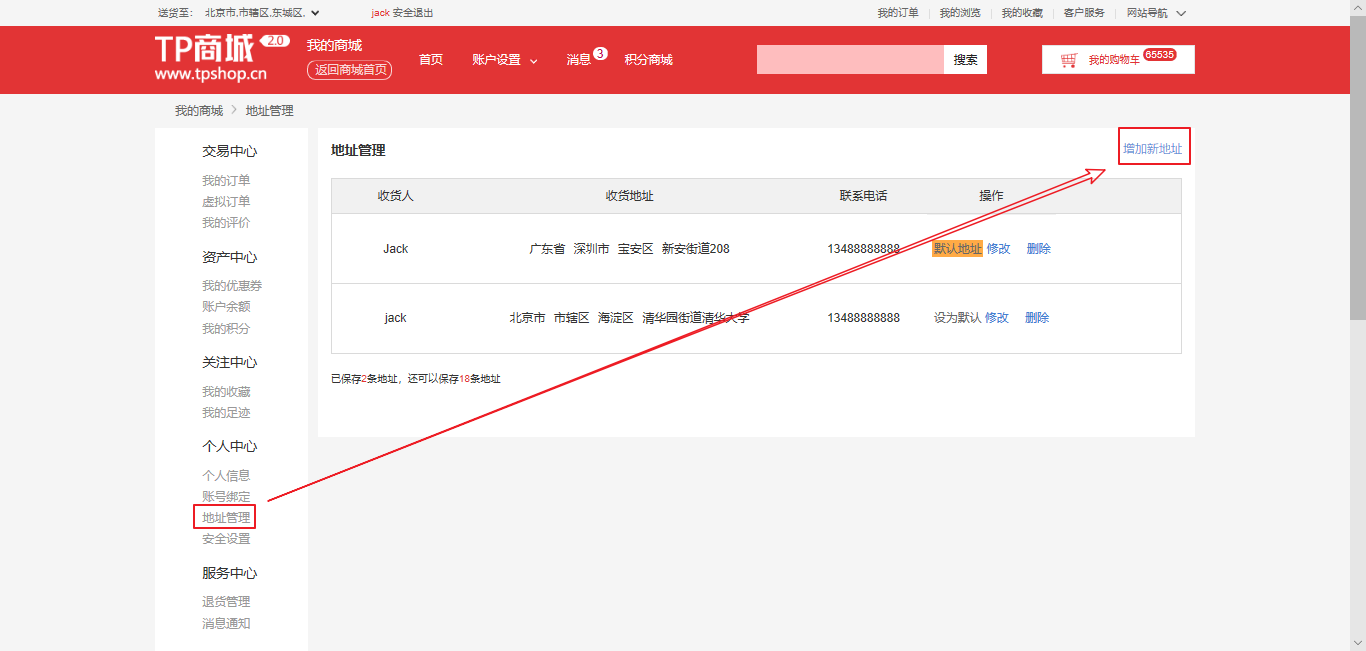 送货至： 北京市,市辖区,东城区, jack 安全退出 我的订单 我的浏览 我的收藏 客户服务 网站导航
TP商城 2.0
www.tpshop.cn
我的商城
返回商城首页
首页 账户设置 消息 3 积分商城 搜索 我的购物车 65535
我的商城 > 地址管理
交易中心
我的订单
虚拟订单
我的评价
资产中心
我的优惠券
账户余额
我的积分
关注中心
我的收藏
我的足迹
个人中心
个人信息
账号绑定
地址管理
安全设置
服务中心
退货管理
消息通知
地址管理 增加新地址
收货人 收货地址 联系电话 操作
Jack 广东省 深圳市 宝安区 新安街道208 13488888888 默认地址 修改 删除
jack 北京市 市辖区 海淀区 清华园街道清华大学 13488888888 设为默认 修改 删除
已保存2条地址，还可以保存18条地址